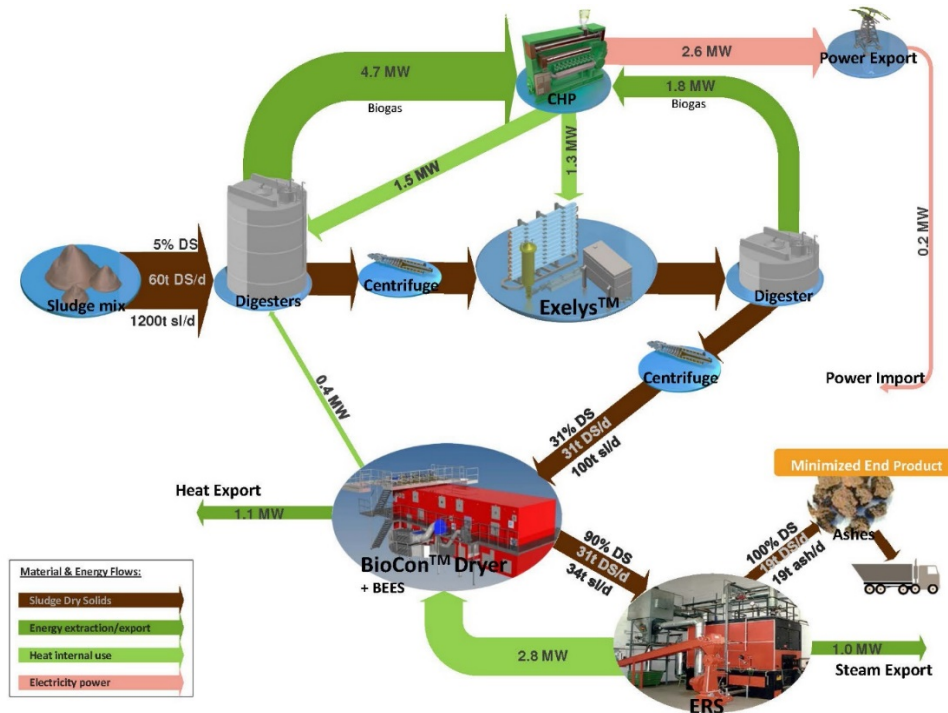 4.7 MW
Biogas
CHP
2.6 MW
Power Export
1.8 MW
Biogas
1.5 MW
1.3 MW
0.2 MW
5% DS
60t DS/d
1200t sl/d
Sludge mix
Digesters
Centrifuge
Exelys™
Digester
Centrifuge
Power Import
0.4 MW
31% DS
31t DS/d
100t sl/d
Minimized End Product
Heat Export
1.1 MW
BioCon™ Dryer
+ BEES
90% DS
31t DS/d
34t sl/d
100% DS
19t DS/d
19t ash/d
Ashes
2.8 MW
ERS
1.0 MW
Steam Export
Material & Energy Flows:
Sludge Dry Solids
Energy extraction/export
Heat internal use
Electricity power